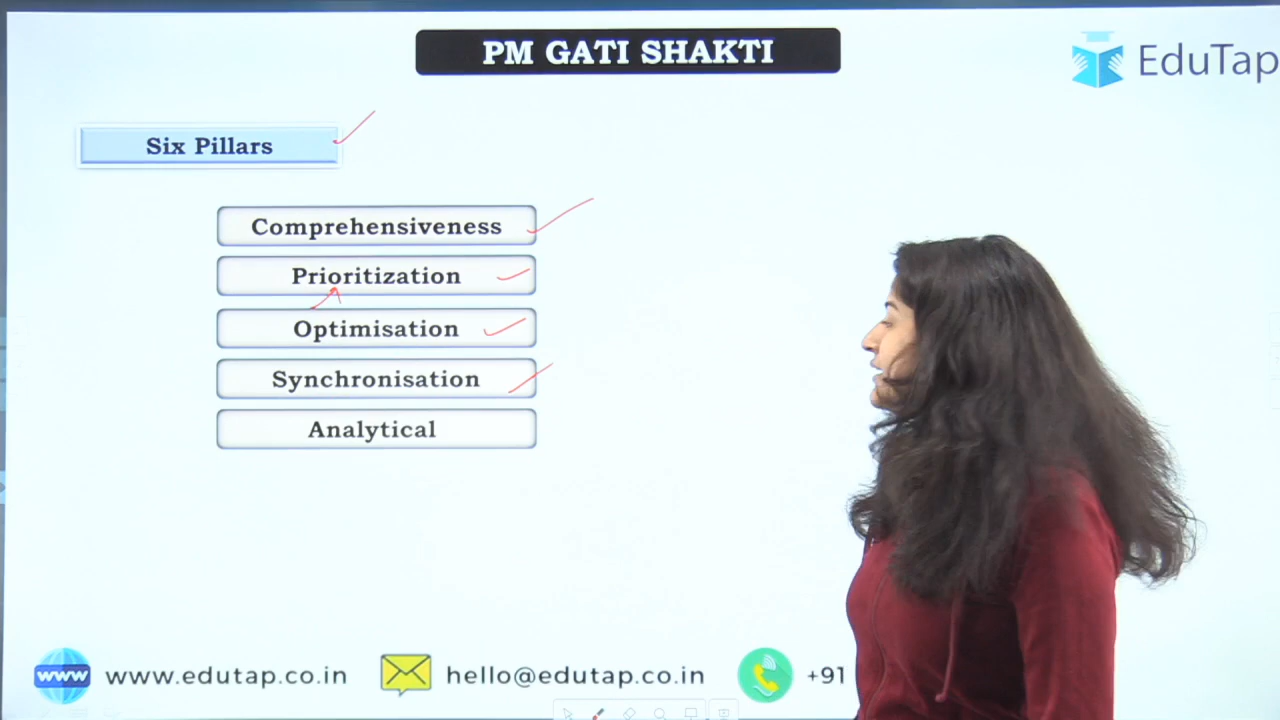 PM GATI SHAKTI
EduTap
Six Pillars
Comprehensiveness
Prioritization
Optimisation
Synchronisation
Analytical
www www.edutap.co.in
hello@edutap.co.in
+91